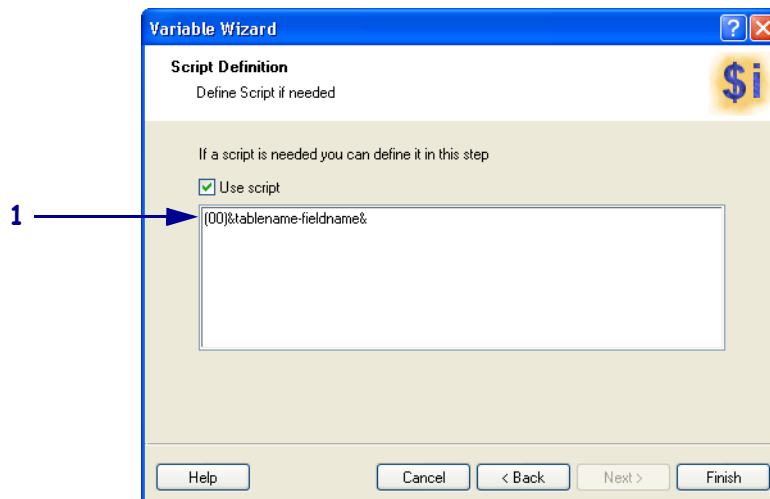 Variable Wizard
Script Definition
Define Script if needed
$i
If a script is needed you can define it in this step
Use script
1
(00)&tablename-fieldname&
Help
Cancel
< Back
Next >
Finish